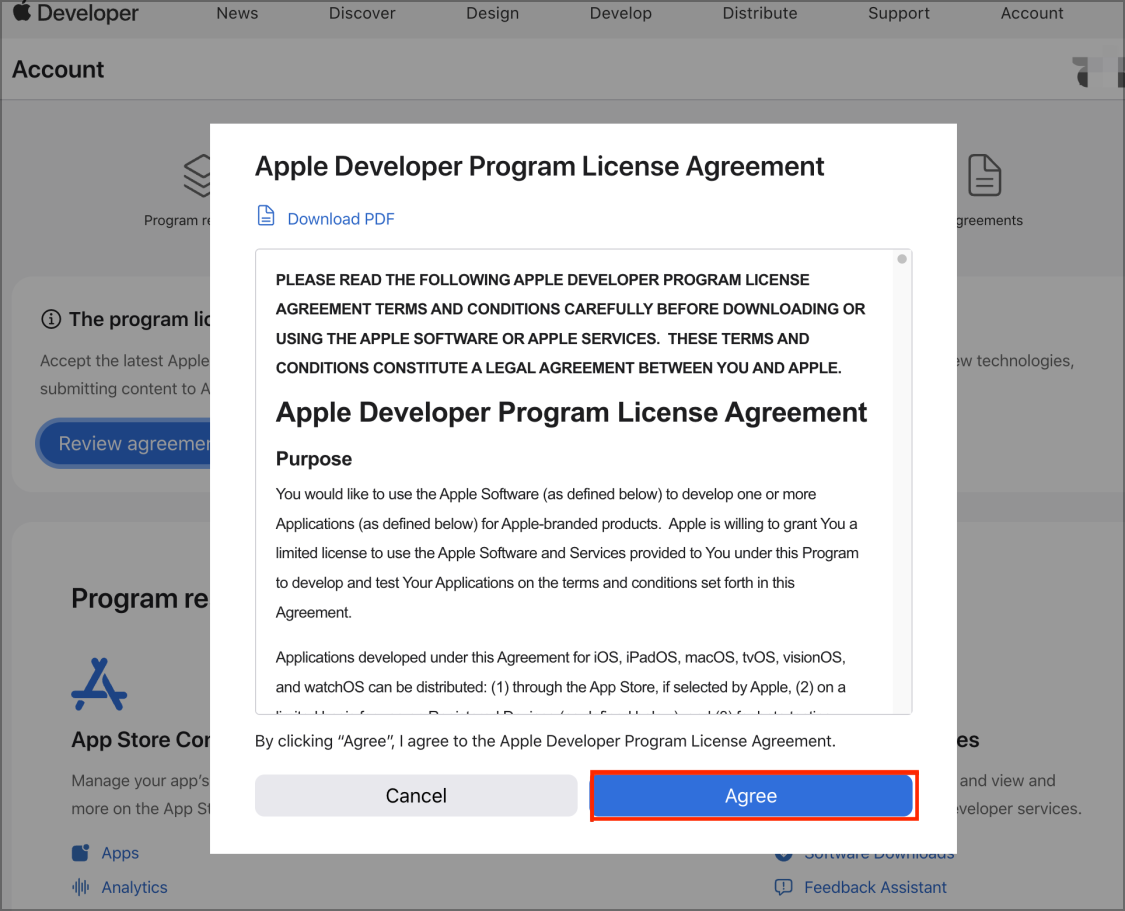 Developer News Discover Design Develop Distribute Support Account
Account
Program re
greements
The program lic
Accept the latest Apple
ew technologies,
submitting content to A
Review agreemen
Program re
App Store Con
es
Manage your app's
and view and
more on the App St
eveloper services.
Apps
Software Downloads
Analytics
Feedback Assistant
Apple Developer Program License Agreement
Download PDF
PLEASE READ THE FOLLOWING APPLE DEVELOPER PROGRAM LICENSE
AGREEMENT TERMS AND CONDITIONS CAREFULLY BEFORE DOWNLOADING OR
USING THE APPLE SOFTWARE OR APPLE SERVICES. THESE TERMS AND
CONDITIONS CONSTITUTE A LEGAL AGREEMENT BETWEEN YOU AND APPLE.
Apple Developer Program License Agreement
Purpose
You would like to use the Apple Software (as defined below) to develop one or more
Applications (as defined below) for Apple-branded products. Apple is willing to grant You a
limited license to use the Apple Software and Services provided to You under this Program
to develop and test Your Applications on the terms and conditions set forth in this
Agreement.
Applications developed under this Agreement for iOS, iPadOS, macOS, tvOS, visionOS,
and watchOS can be distributed: (1) through the App Store, if selected by Apple, (2) on a
By clicking “Agree”, I agree to the Apple Developer Program License Agreement.
Cancel
Agree